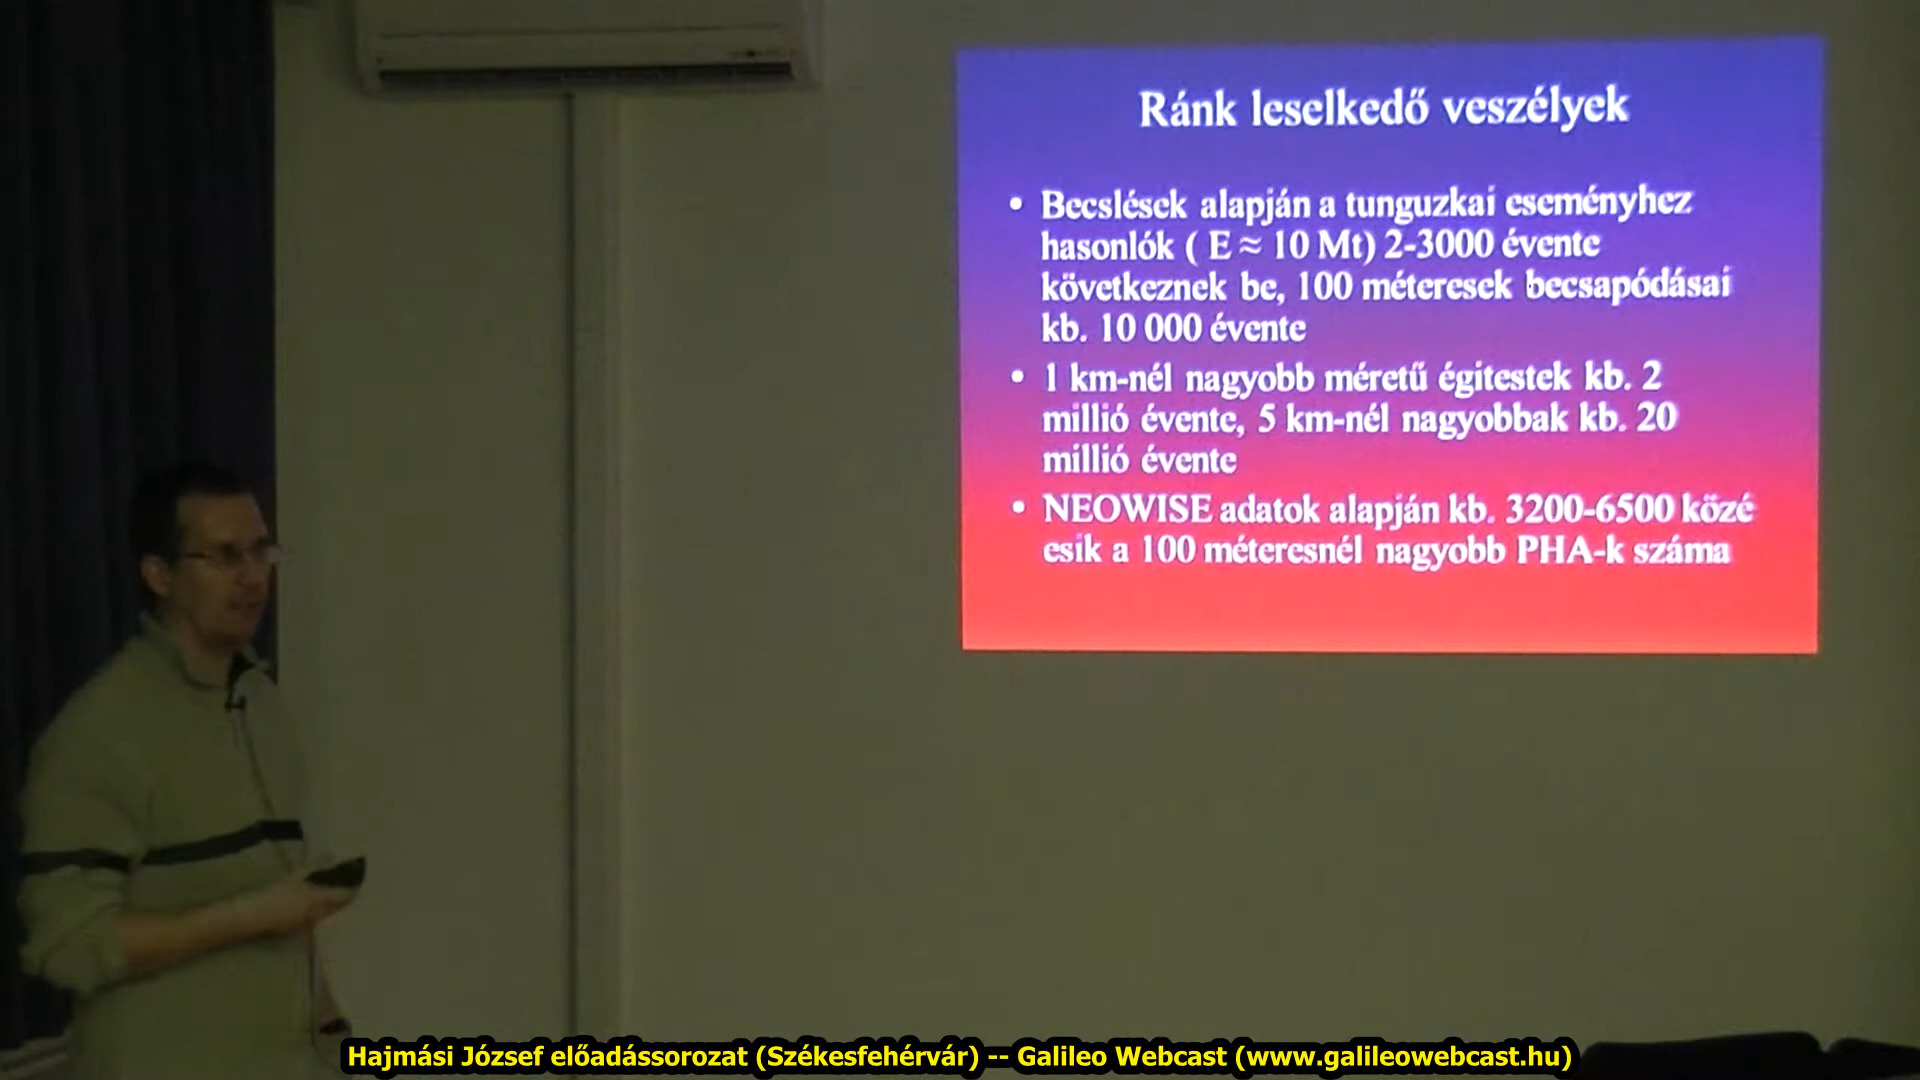 Ránk leselkedő veszélyek
• Becslések alapján a tunguzkai eseményhez
hasonlók ( E ≈ 10 Mt) 2-3000 évente
következnek be, 100 méteresek becsapódásai
kb. 10 000 évente
• 1 km-nél nagyobb méretű égitestek kb. 2
millió évente, 5 km-nél nagyobbak kb. 20
millió évente
• NEOWISE adatok alapján kb. 3200-6500 közé
esik a 100 méteresnél nagyobb PHA-k száma
Hajmási József előadássorozat (Székesfehérvár) -- Galileo Webcast (www.galileowebcast.hu)